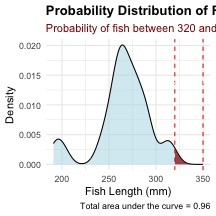 Probability Distribution of F
Probability of fish between 320 and
0.020
0.015
0.010
0.005
0.000
Density
200
250
300
350
Fish Length (mm)
Total area under the curve = 0.96